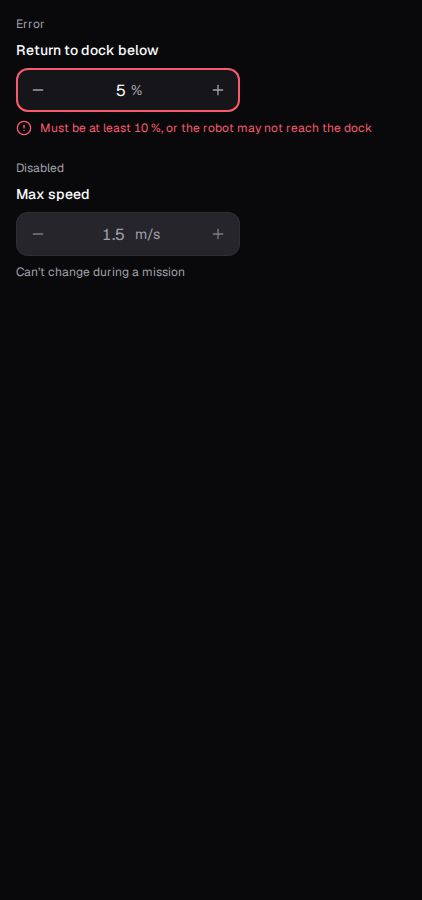 Error
Return to dock below
− 5 % +
Must be at least 10 %, or the robot may not reach the dock
Disabled
Max speed
− 1.5 m/s +
Can't change during a mission